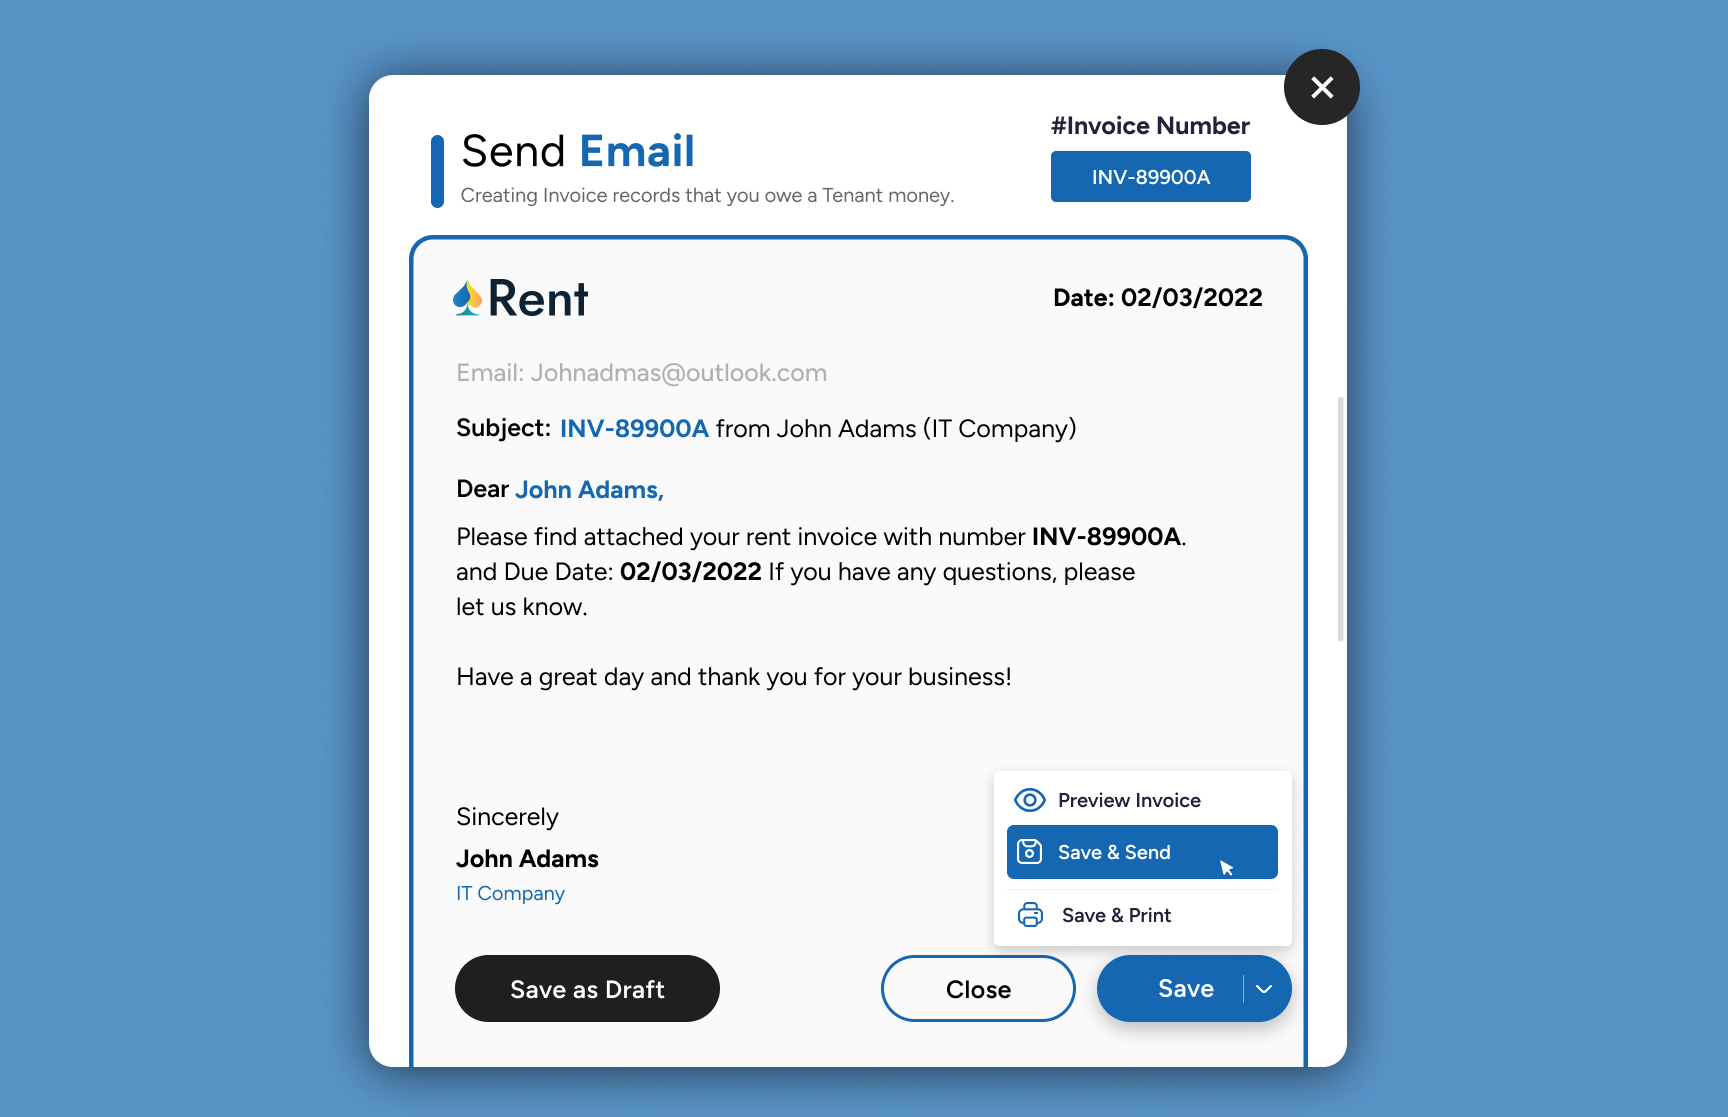 #Invoice Number
Send Email
INV-89900A
Creating Invoice records that you owe a Tenant money.
Rent
Date: 02/03/2022
Email: Johnadmas@outlook.com
Subject: INV-89900A from John Adams (IT Company)
Dear John Adams,
Please find attached your rent invoice with number INV-89900A.
and Due Date: 02/03/2022 If you have any questions, please
let us know.
Have a great day and thank you for your business!
Sincerely
John Adams
IT Company
Preview Invoice
Save & Send
Save & Print
Save as Draft
Close
Save